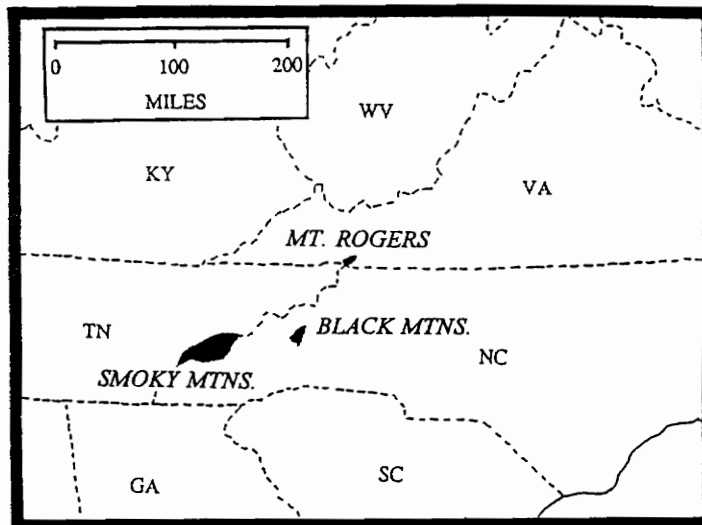 0 100 200
MILES
WV
KY
VA
MT. ROGERS
TN
BLACK MTNS.
NC
SMOKY MTNS.
SC
GA